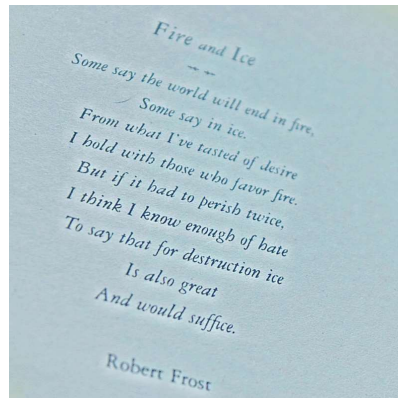 Fire and Ice
Some say the world will end in fire,
Some say in ice.
From what I've tasted of desire
I hold with those who favor fire.
But if it had to perish twice,
I think I know enough of hate
To say that for destruction ice
Is also great
And would suffice.
Robert Frost